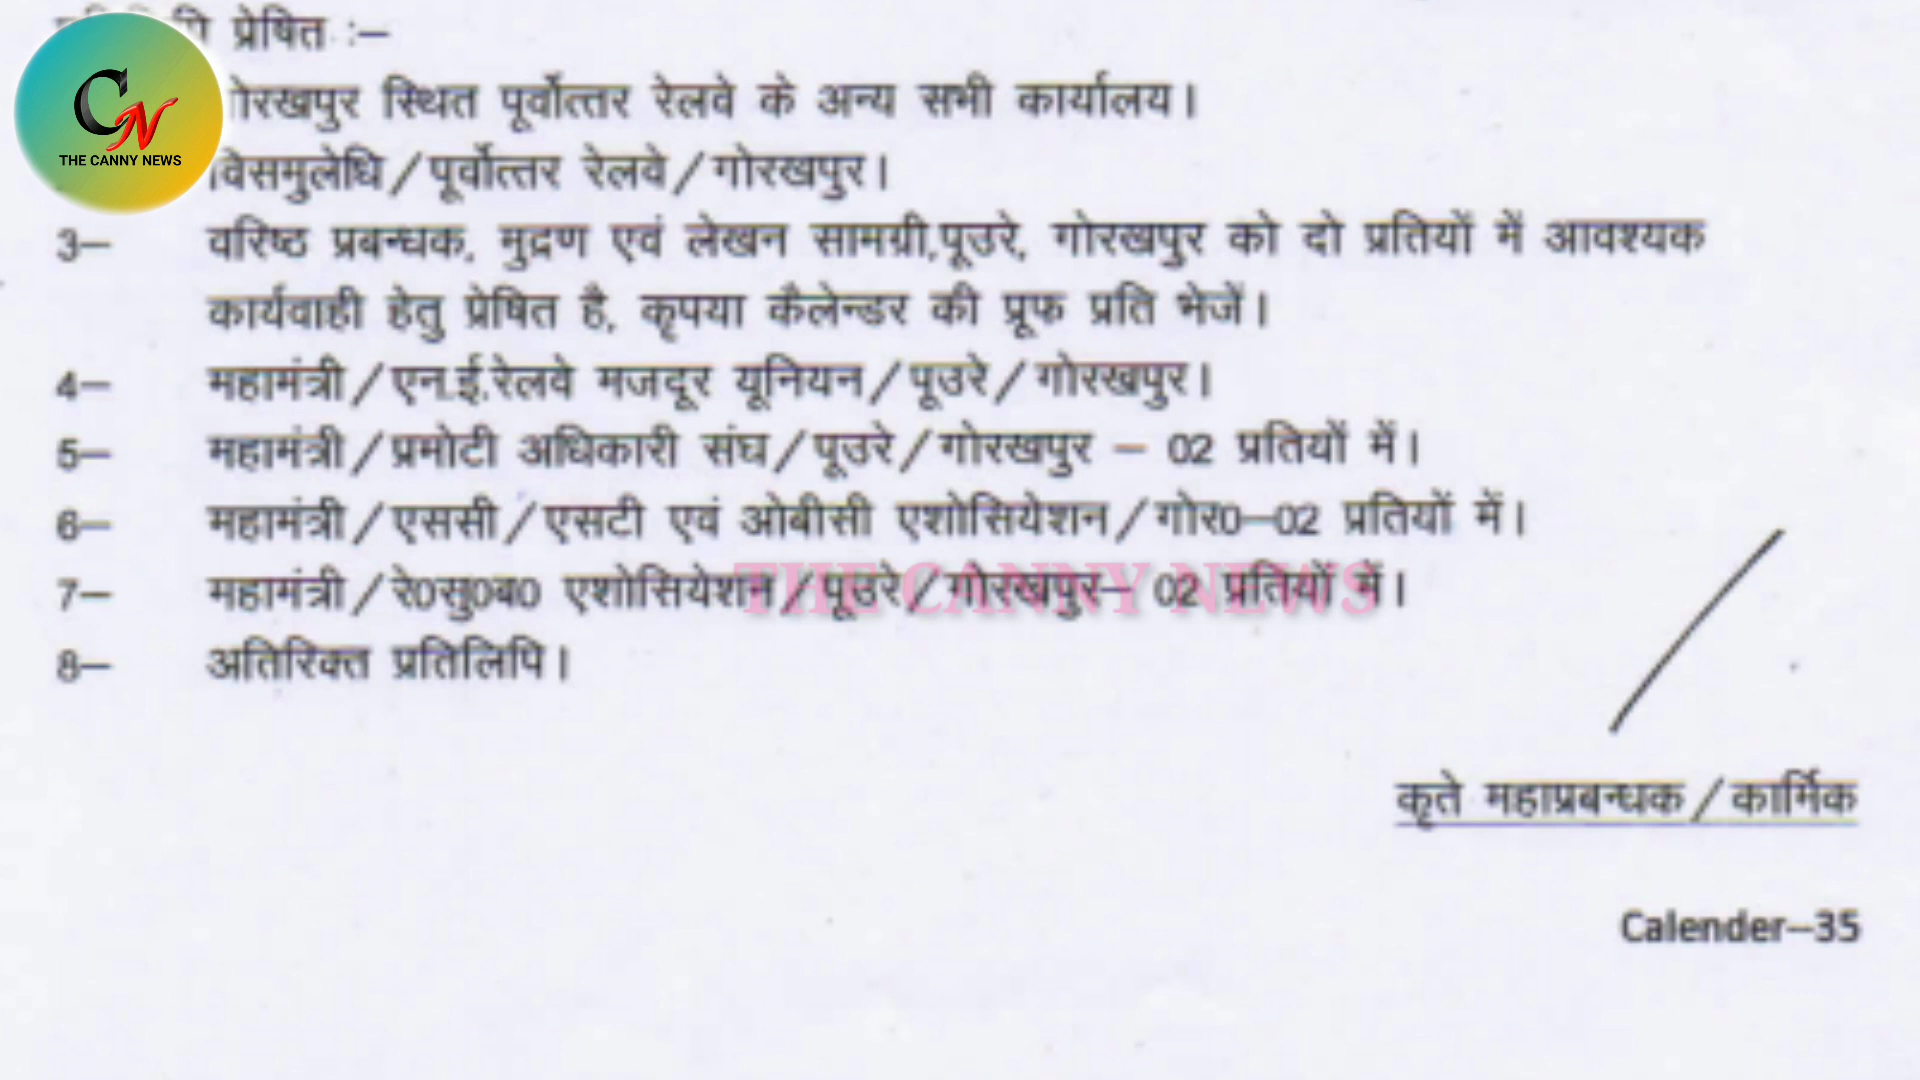 प्रेषित :–
गोरखपुर स्थित पूर्वोत्तर रेलवे के अन्य सभी कार्यालय।
विसमुलेधि/पूर्वोत्तर रेलवे/गोरखपुर।
3– वरिष्ठ प्रबन्धक, मुद्रण एवं लेखन सामग्री,पूउरे, गोरखपुर को दो प्रतियों में आवश्यक
कार्यवाही हेतु प्रेषित है, कृपया कैलेन्डर की प्रूफ प्रति भेजें।
4– महामंत्री/एन.ई.रेलवे मजदूर यूनियन/पूउरे/गोरखपुर।
5– महामंत्री/प्रमोटी अधिकारी संघ/पूउरे/गोरखपुर – 02 प्रतियों में।
6– महामंत्री/एससी/एसटी एवं ओबीसी एशोसियेशन/गोर0–02 प्रतियों में।
7– महामंत्री/रे0सु0ब0 एशोसियेशन/पूउरे/गोरखपुर– 02 प्रतियों में।
8– अतिरिक्त प्रतिलिपि।
कृते महाप्रबन्धक/कार्मिक
Calender–35
CN
THE CANNY NEWS
THE CANNY NEWS